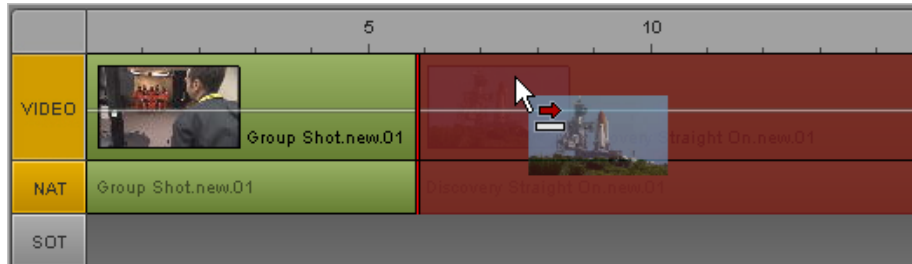 5 10
VIDEO
Group Shot.new.01
Straight On.new.01
NAT
Group Shot.new.01
Discovery Straight On.new.01
SOT